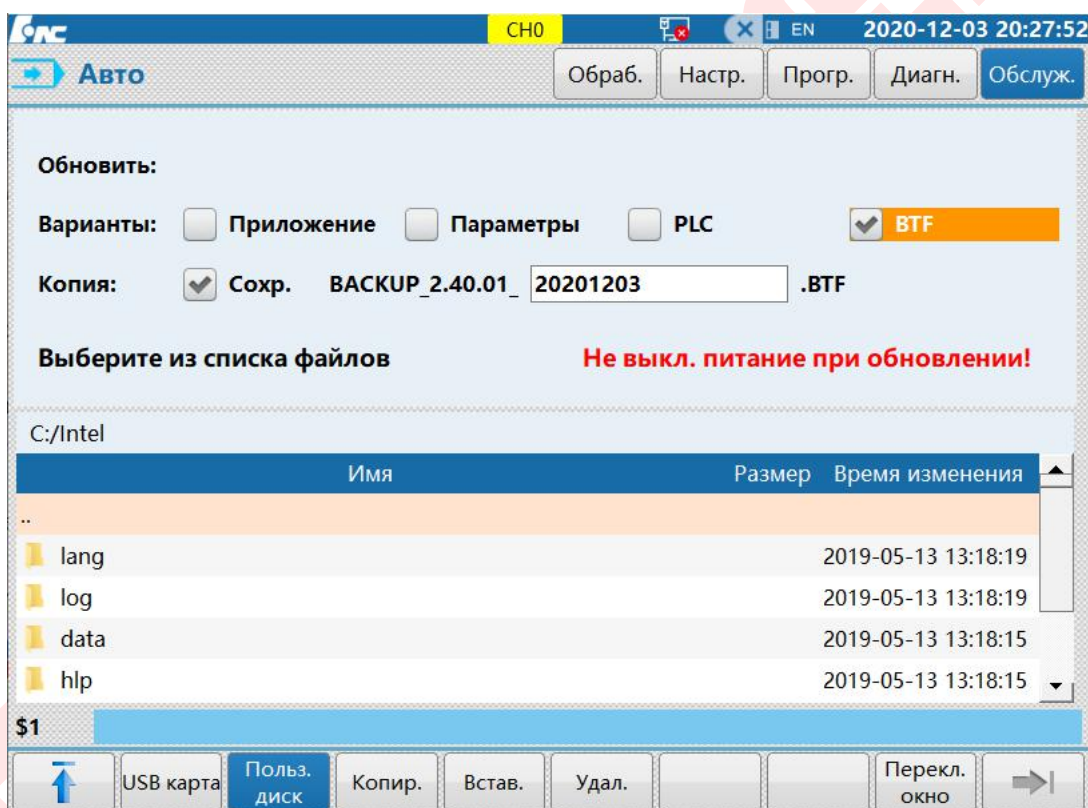 HNC CH0 EN 2020-12-03 20:27:52
Авто Обраб. Настр. Прогр. Диагн. Обслуж.
Обновить:
Варианты: Приложение Параметры PLC BTF
Копия: Сохр. BACKUP_2.40.01_ 20201203 .BTF
Выберите из списка файлов Не выкл. питание при обновлении!
C:/Intel
Имя Размер Время изменения
..
lang 2019-05-13 13:18:19
log 2019-05-13 13:18:19
data 2019-05-13 13:18:15
hlp 2019-05-13 13:18:15
$1
USB карта Польз. диск Копир. Встав. Удал. Перекл. окно